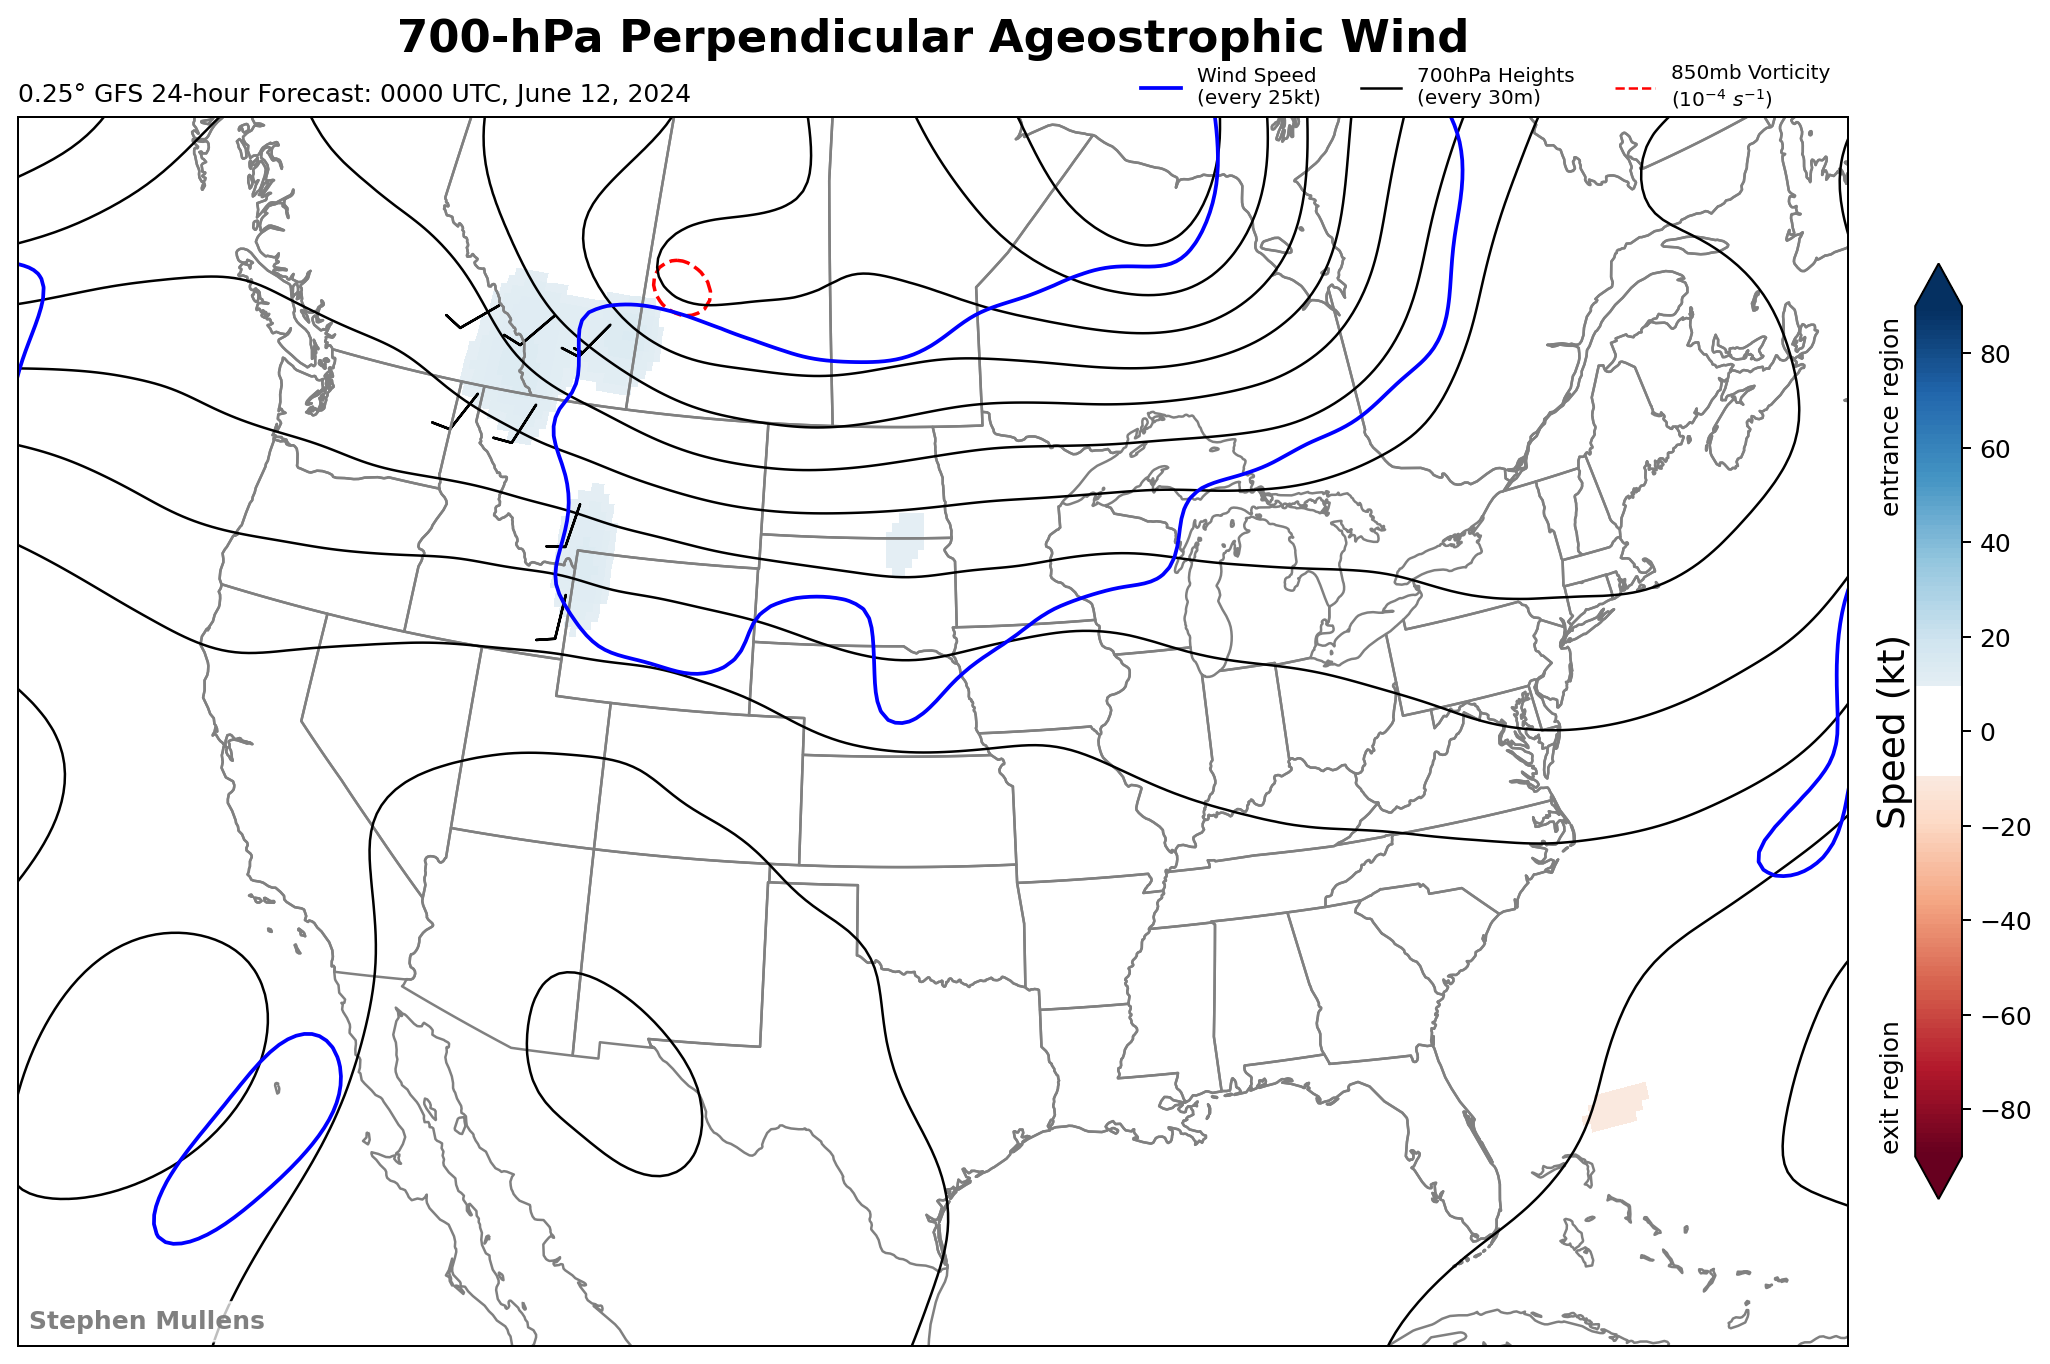 700-hPa Perpendicular Ageostrophic Wind
0.25° GFS 24-hour Forecast: 0000 UTC, June 12, 2024
Wind Speed
(every 25kt)
700hPa Heights
(every 30m)
850mb Vorticity
(10⁻⁴ s⁻¹)
entrance region
Speed (kt)
exit region
80
60
40
20
0
−20
−40
−60
−80
Stephen Mullens